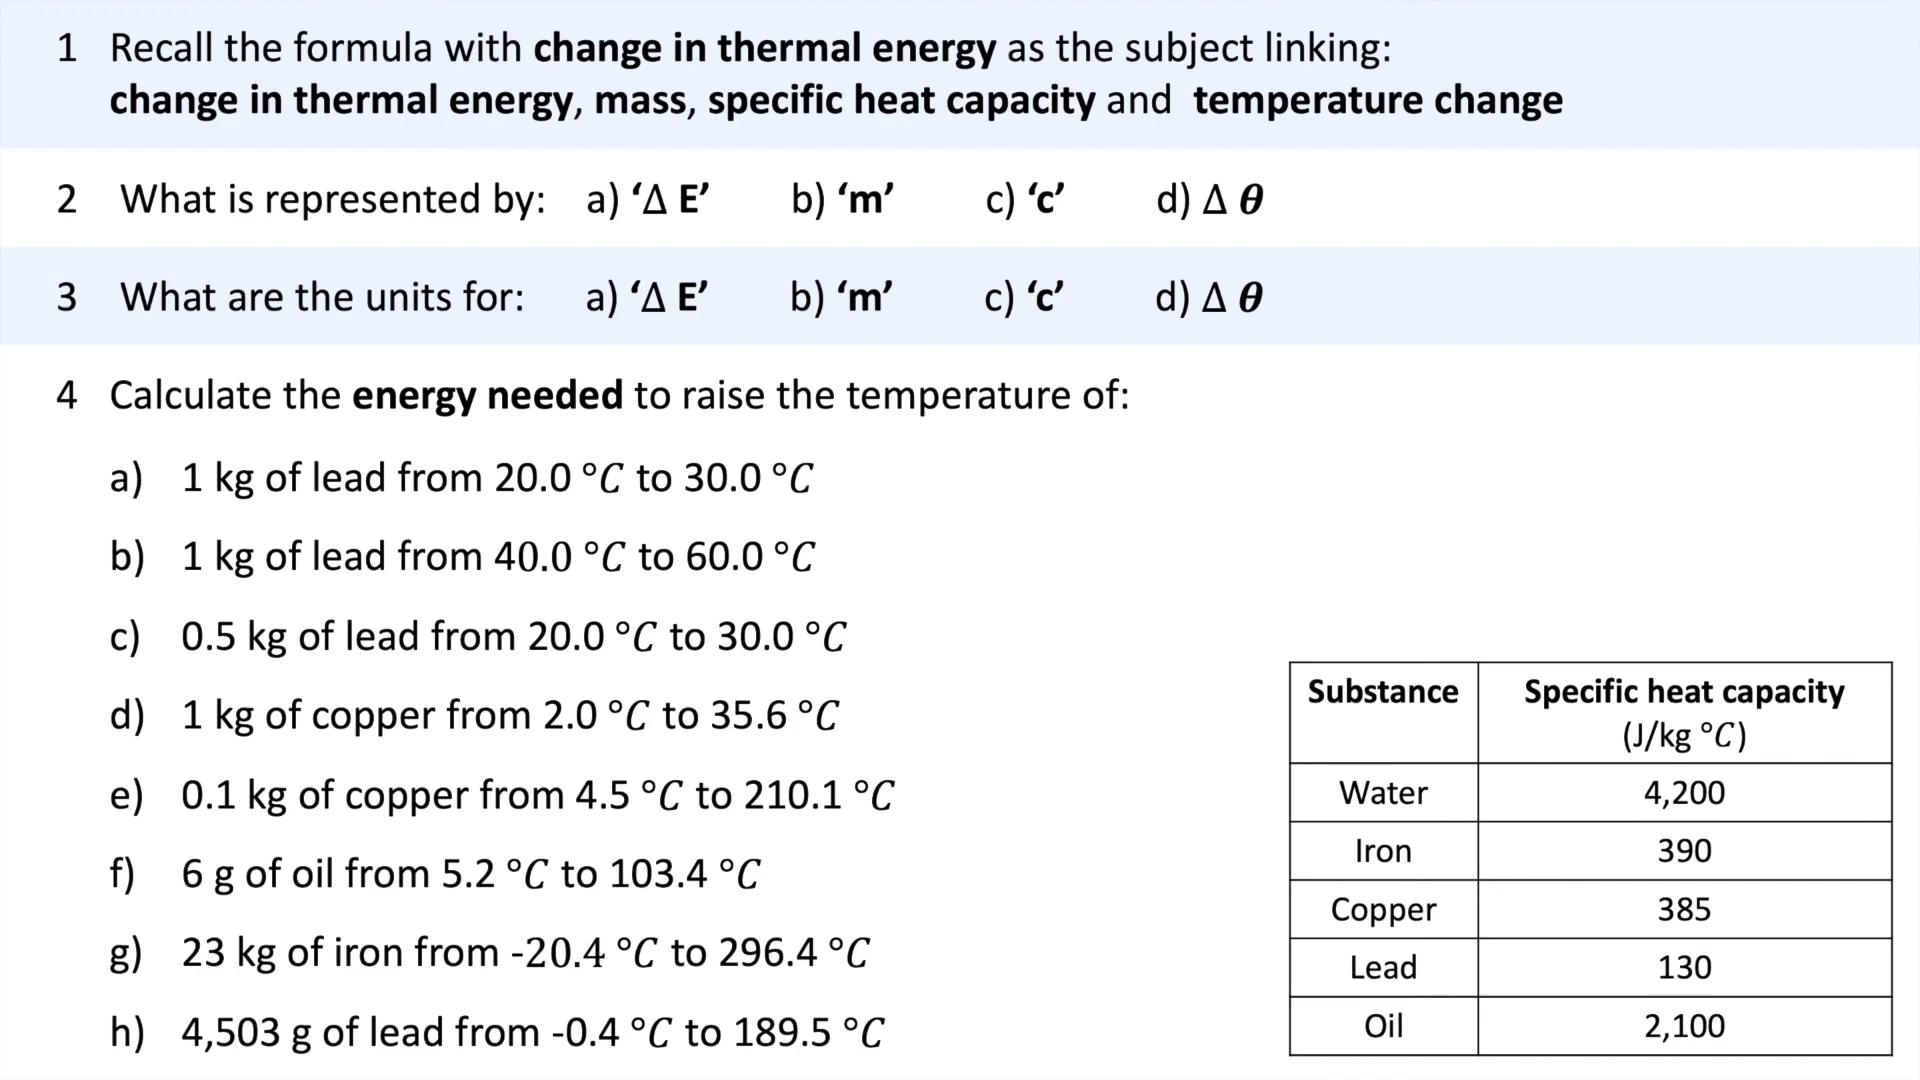 1 Recall the formula with change in thermal energy as the subject linking:
change in thermal energy, mass, specific heat capacity and temperature change
2 What is represented by: a) ‘Δ E’ b) ‘m’ c) ‘c’ d) Δ θ
3 What are the units for: a) ‘Δ E’ b) ‘m’ c) ‘c’ d) Δ θ
4 Calculate the energy needed to raise the temperature of:
a) 1 kg of lead from 20.0 °C to 30.0 °C
b) 1 kg of lead from 40.0 °C to 60.0 °C
c) 0.5 kg of lead from 20.0 °C to 30.0 °C
d) 1 kg of copper from 2.0 °C to 35.6 °C
e) 0.1 kg of copper from 4.5 °C to 210.1 °C
f) 6 g of oil from 5.2 °C to 103.4 °C
g) 23 kg of iron from -20.4 °C to 296.4 °C
h) 4,503 g of lead from -0.4 °C to 189.5 °C
Substance Specific heat capacity
(J/kg °C)
Water 4,200
Iron 390
Copper 385
Lead 130
Oil 2,100